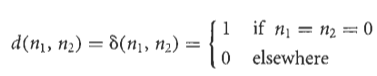 d(n₁, n₂) = δ(n₁, n₂) = { 1 if n₁ = n₂ = 0
0 elsewhere